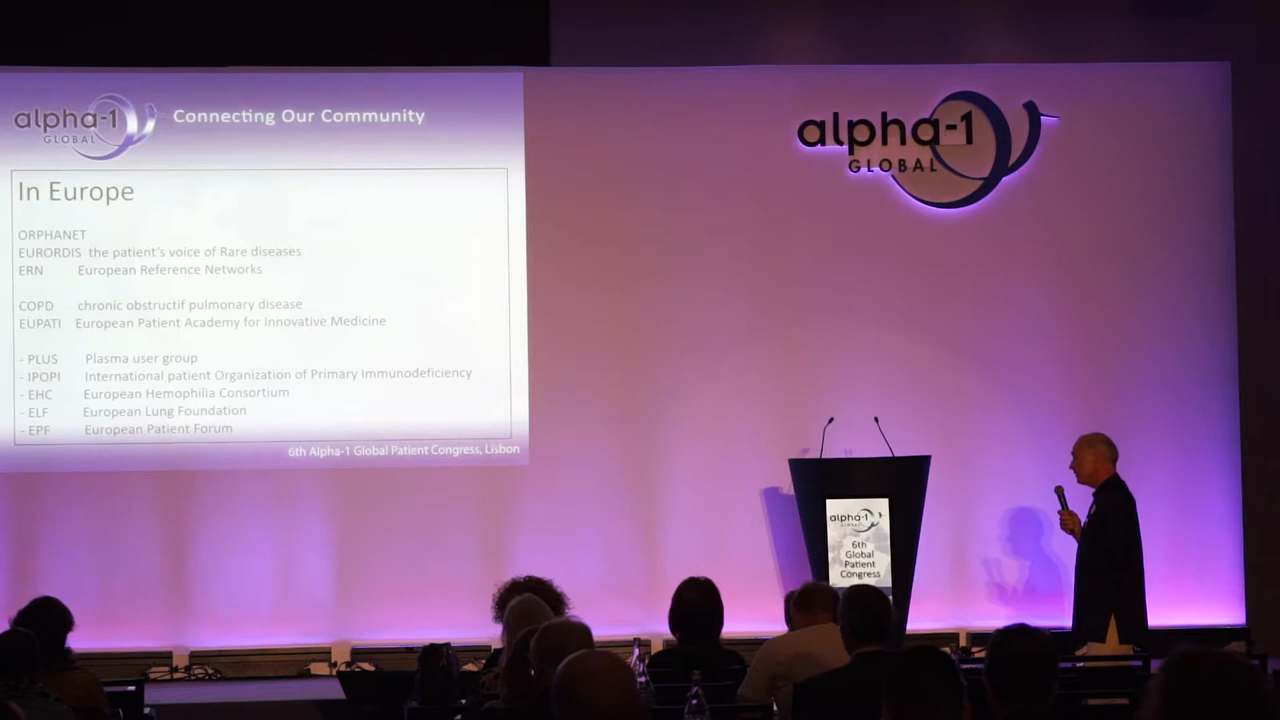 alpha-1
GLOBAL
Connecting Our Community
In Europe
ORPHANET
EURORDIS the patient's voice of Rare diseases
ERN European Reference Networks
COPD chronic obstructif pulmonary disease
EUPATI European Patient Academy for Innovative Medicine
- PLUS Plasma user group
- IPOPI International patient Organization of Primary Immunodeficiency
- EHC European Hemophilia Consortium
- ELF European Lung Foundation
- EPF European Patient Forum
6th Alpha-1 Global Patient Congress, Lisbon
alpha-1
GLOBAL
alpha-1
GLOBAL
6th
Global
Patient
Congress